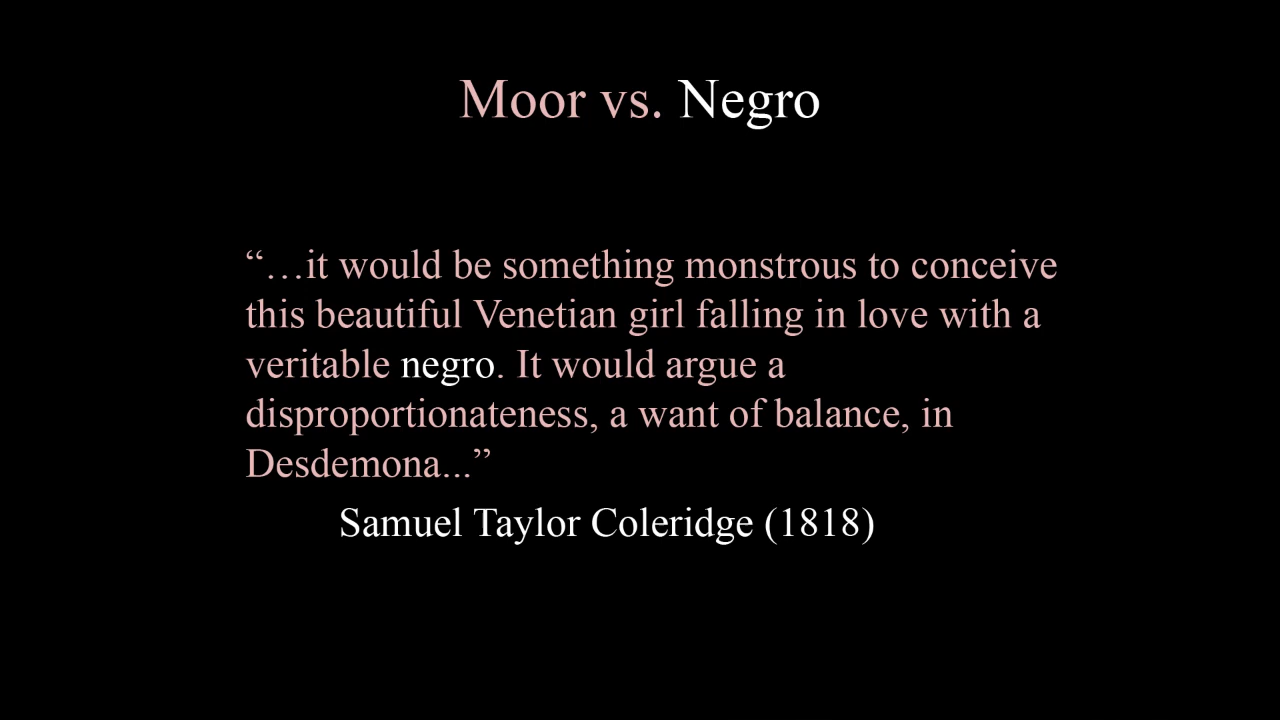 Moor vs. Negro
“…it would be something monstrous to conceive
this beautiful Venetian girl falling in love with a
veritable negro. It would argue a
disproportionateness, a want of balance, in
Desdemona...”
Samuel Taylor Coleridge (1818)